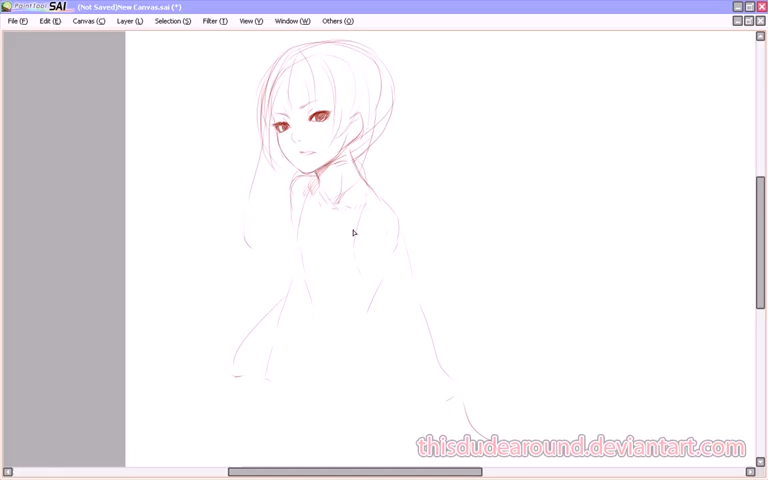 PaintTool SAI (Not Saved)New Canvas.sai (*)
File (F) Edit (E) Canvas (C) Layer (L) Selection (S) Filter (T) View (V) Window (W) Others (O)
thisdudearound.deviantart.com